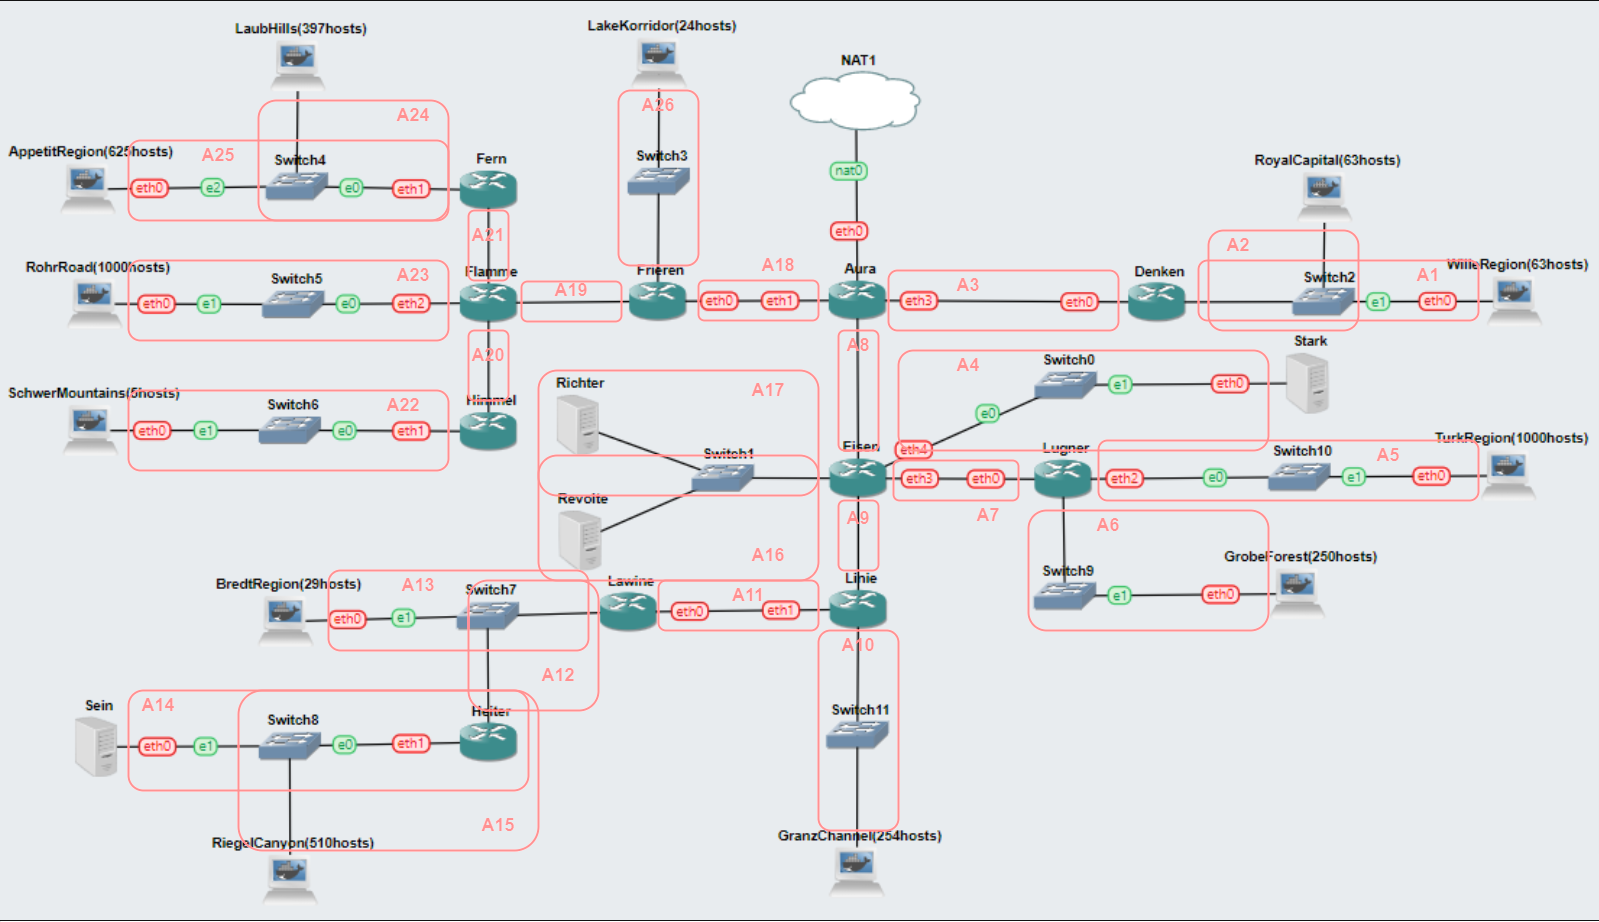 LaubHills(397hosts)
LakeKorridor(24hosts)
NAT1
A24
A26
AppetitRegion(625hosts)
A25
Switch4
Fern
Switch3
RoyalCapital(63hosts)
nat0
eth0
e2
e0
eth1
eth0
A21
A2
RohrRoad(1000hosts)
Switch5
A23
Flamme
Frieren
A18
Aura
A3
Denken
Switch2
A1
WilleRegion(63hosts)
eth0
e1
e0
eth2
A19
eth0
eth1
eth3
eth0
e1
eth0
A20
A8
Stark
Switch0
A4
e1
eth0
SchwerMountains(5hosts)
Switch6
A22
Himmel
Richter
A17
e0
eth0
e1
e0
eth1
Switch1
Eisen
eth4
Lugner
Switch10
A5
TurkRegion(1000hosts)
eth3
eth0
eth2
e0
e1
eth0
Revolte
A9
A7
A6
A16
GrobeForest(250hosts)
BredtRegion(29hosts)
A13
Switch7
Lawine
Linie
Switch9
eth0
e1
A11
eth0
eth1
e1
eth0
A12
A10
Sein
A14
Switch8
Heiter
Switch11
eth0
e1
e0
eth1
A15
RiegelCanyon(510hosts)
GranzChannel(254hosts)